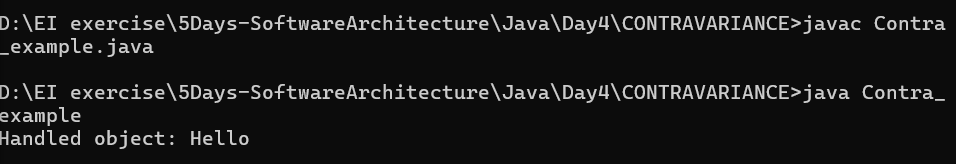 D:\EI exercise\5Days-SoftwareArchitecture\Java\Day4\CONTRAVARIANCE>javac Contra
_example.java
D:\EI exercise\5Days-SoftwareArchitecture\Java\Day4\CONTRAVARIANCE>java Contra_
example
Handled object: Hello